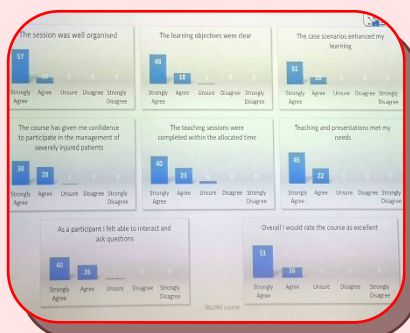 The session was well organised
57
Strongly Agree
Agree
Unsure
Disagree
Strongly Disagree
The learning objectives were clear
48
18
Strongly Agree
Agree
Unsure
Disagree
Strongly Disagree
The case scenarios enhanced my
learning
51
Strongly Agree
Agree
Unsure
Disagree
Strongly Disagree
The course has given me confidence
to participate in the management of
severely injured patients
38
28
Strongly Agree
Agree
Unsure
Disagree
Strongly Disagree
The teaching sessions were
completed within the allocated time
40
23
Strongly Agree
Agree
Unsure
Disagree
Strongly Disagree
Teaching and presentations met my
needs
45
22
Strongly Agree
Agree
Unsure
Disagree
Strongly Disagree
As a participant I felt able to interact and
ask questions
40
26
Strongly Agree
Agree
Unsure
Disagree
Strongly Disagree
Overall I would rate the course as excellent
51
16
Strongly Agree
Agree
Unsure
Disagree
Strongly Disagree
course